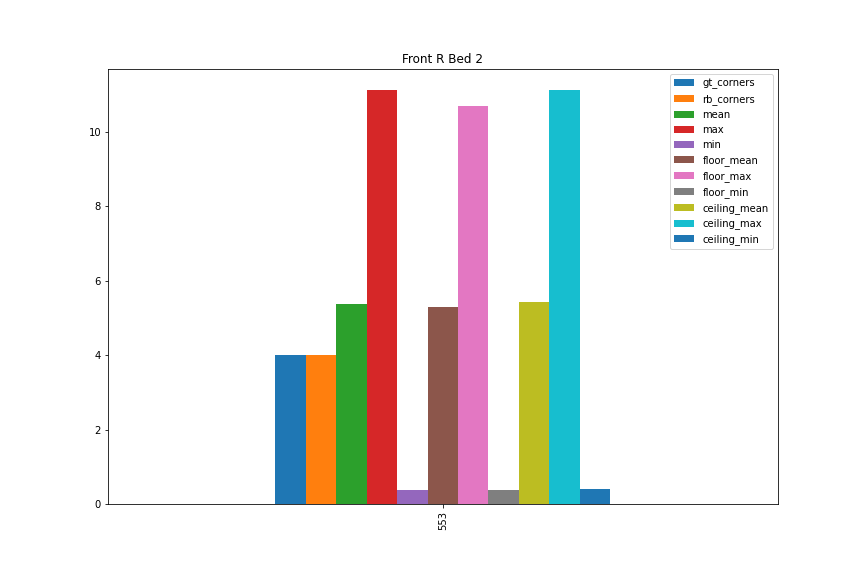 Front R Bed 2
gt_corners
rb_corners
mean
max
min
floor_mean
floor_max
floor_min
ceiling_mean
ceiling_max
ceiling_min
10
8
6
4
2
0
553